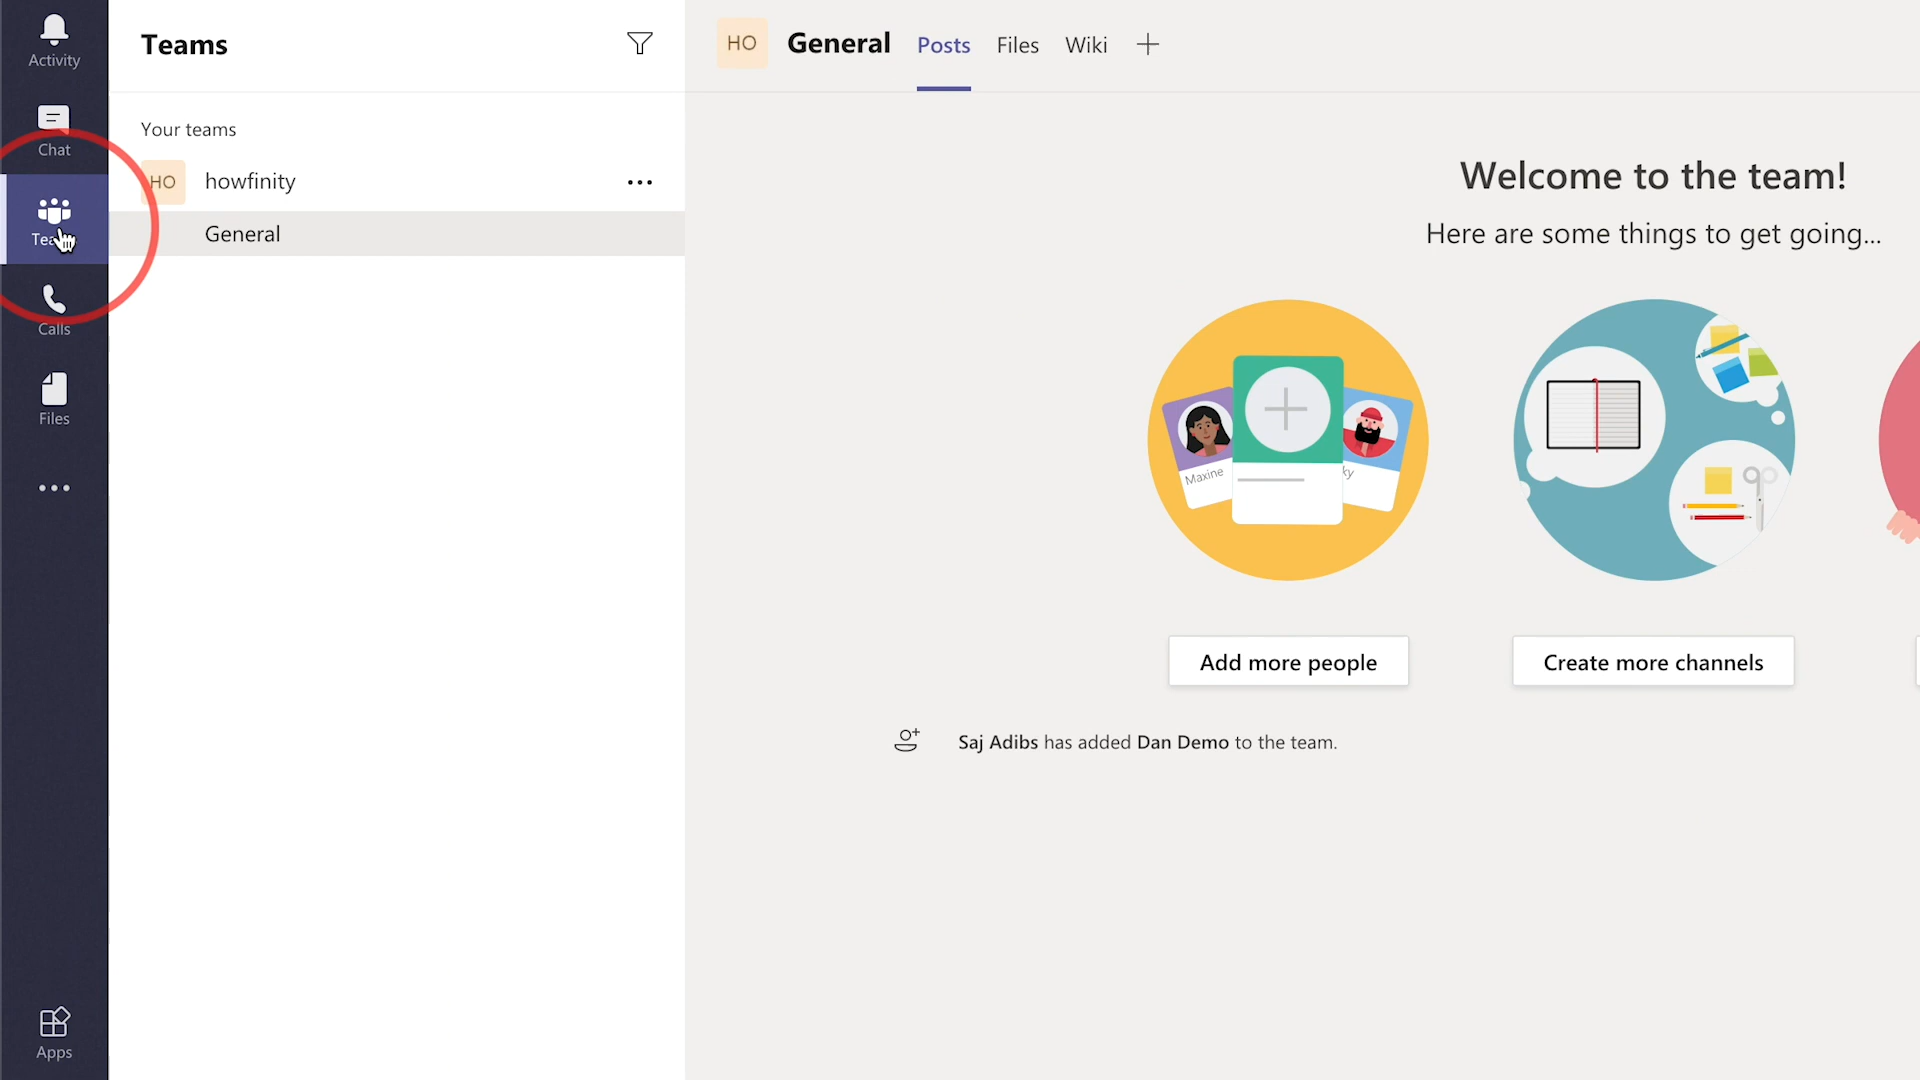 Activity
Chat
Calls
Files
Apps
Teams
Your teams
HO howfinity
General
HO General Posts Files Wiki
Welcome to the team!
Here are some things to get going...
Maxine
Add more people
Create more channels
Saj Adibs has added Dan Demo to the team.